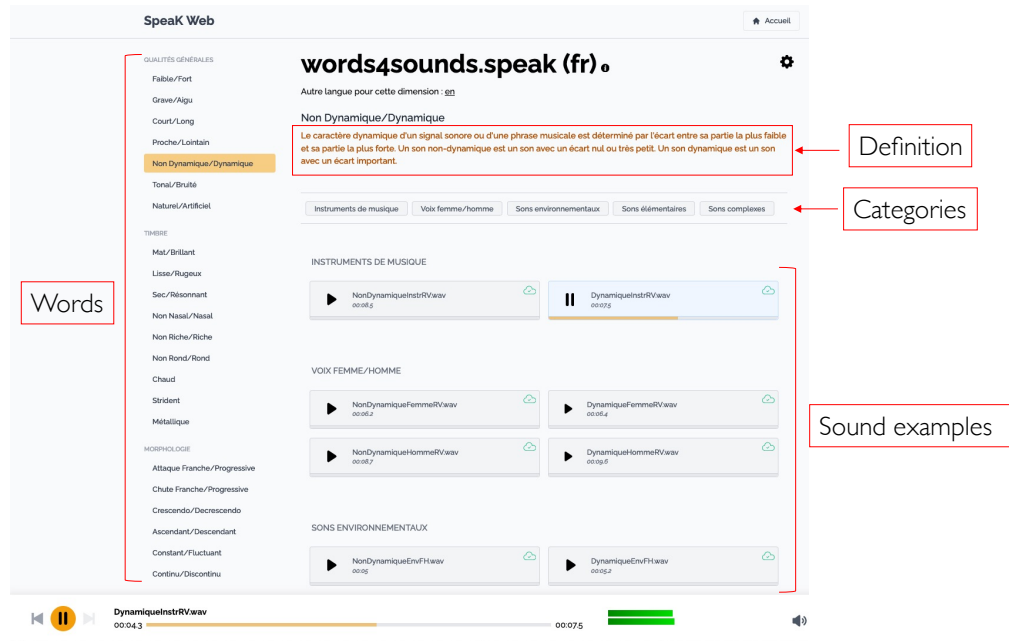 SpeaK Web
Accueil
QUALITÉS GÉNÉRALES
Faible/Fort
Grave/Aigu
Court/Long
Proche/Lointain
Non Dynamique/Dynamique
Tonal/Bruité
Naturel/Artificiel
TIMBRE
Mat/Brillant
Lisse/Rugeux
Sec/Résonnant
Non Nasal/Nasal
Non Riche/Riche
Non Rond/Rond
Chaud
Strident
Métallique
MORPHOLOGIE
Attaque Franche/Progressive
Chute Franche/Progressive
Crescendo/Decrescendo
Ascendant/Descendant
Constant/Fluctuant
Continu/Discontinu
Words
words4sounds.speak (fr)
Autre langue pour cette dimension : en
Non Dynamique/Dynamique
Le caractère dynamique d'un signal sonore ou d'une phrase musicale est déterminé par l'écart entre sa partie la plus faible
et sa partie la plus forte. Un son non-dynamique est un son avec un écart nul ou très petit. Un son dynamique est un son
avec un écart important.
Definition
Instruments de musique Voix femme/homme Sons environnementaux Sons élémentaires Sons complexes
Categories
INSTRUMENTS DE MUSIQUE
NonDynamiqueInstrRV.wav
00:08.5
DynamiqueInstrRV.wav
00:07.5
VOIX FEMME/HOMME
NonDynamiqueFemmeRV.wav
00:06.2
DynamiqueFemmeRV.wav
00:06.4
NonDynamiqueHommeRV.wav
00:08.7
DynamiqueHommeRV.wav
00:09.6
Sound examples
SONS ENVIRONNEMENTAUX
NonDynamiqueEnvFH.wav
00:05
DynamiqueEnvFH.wav
00:05.2
DynamiqueInstrRV.wav
00:04.3
00:07.5